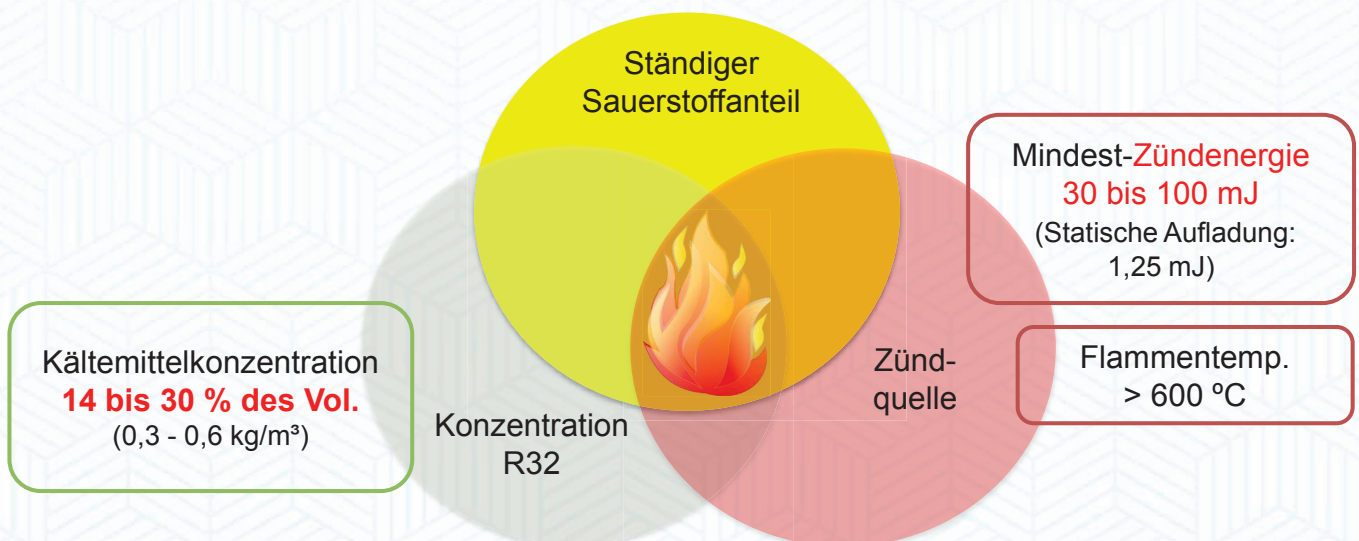 Ständiger
Sauerstoffanteil
Mindest-Zündenergie
30 bis 100 mJ
(Statische Aufladung:
1,25 mJ)
Kältemittelkonzentration
14 bis 30 % des Vol.
(0,3 - 0,6 kg/m³)
Konzentration
R32
Zünd-
quelle
Flammentemp.
> 600 ºC